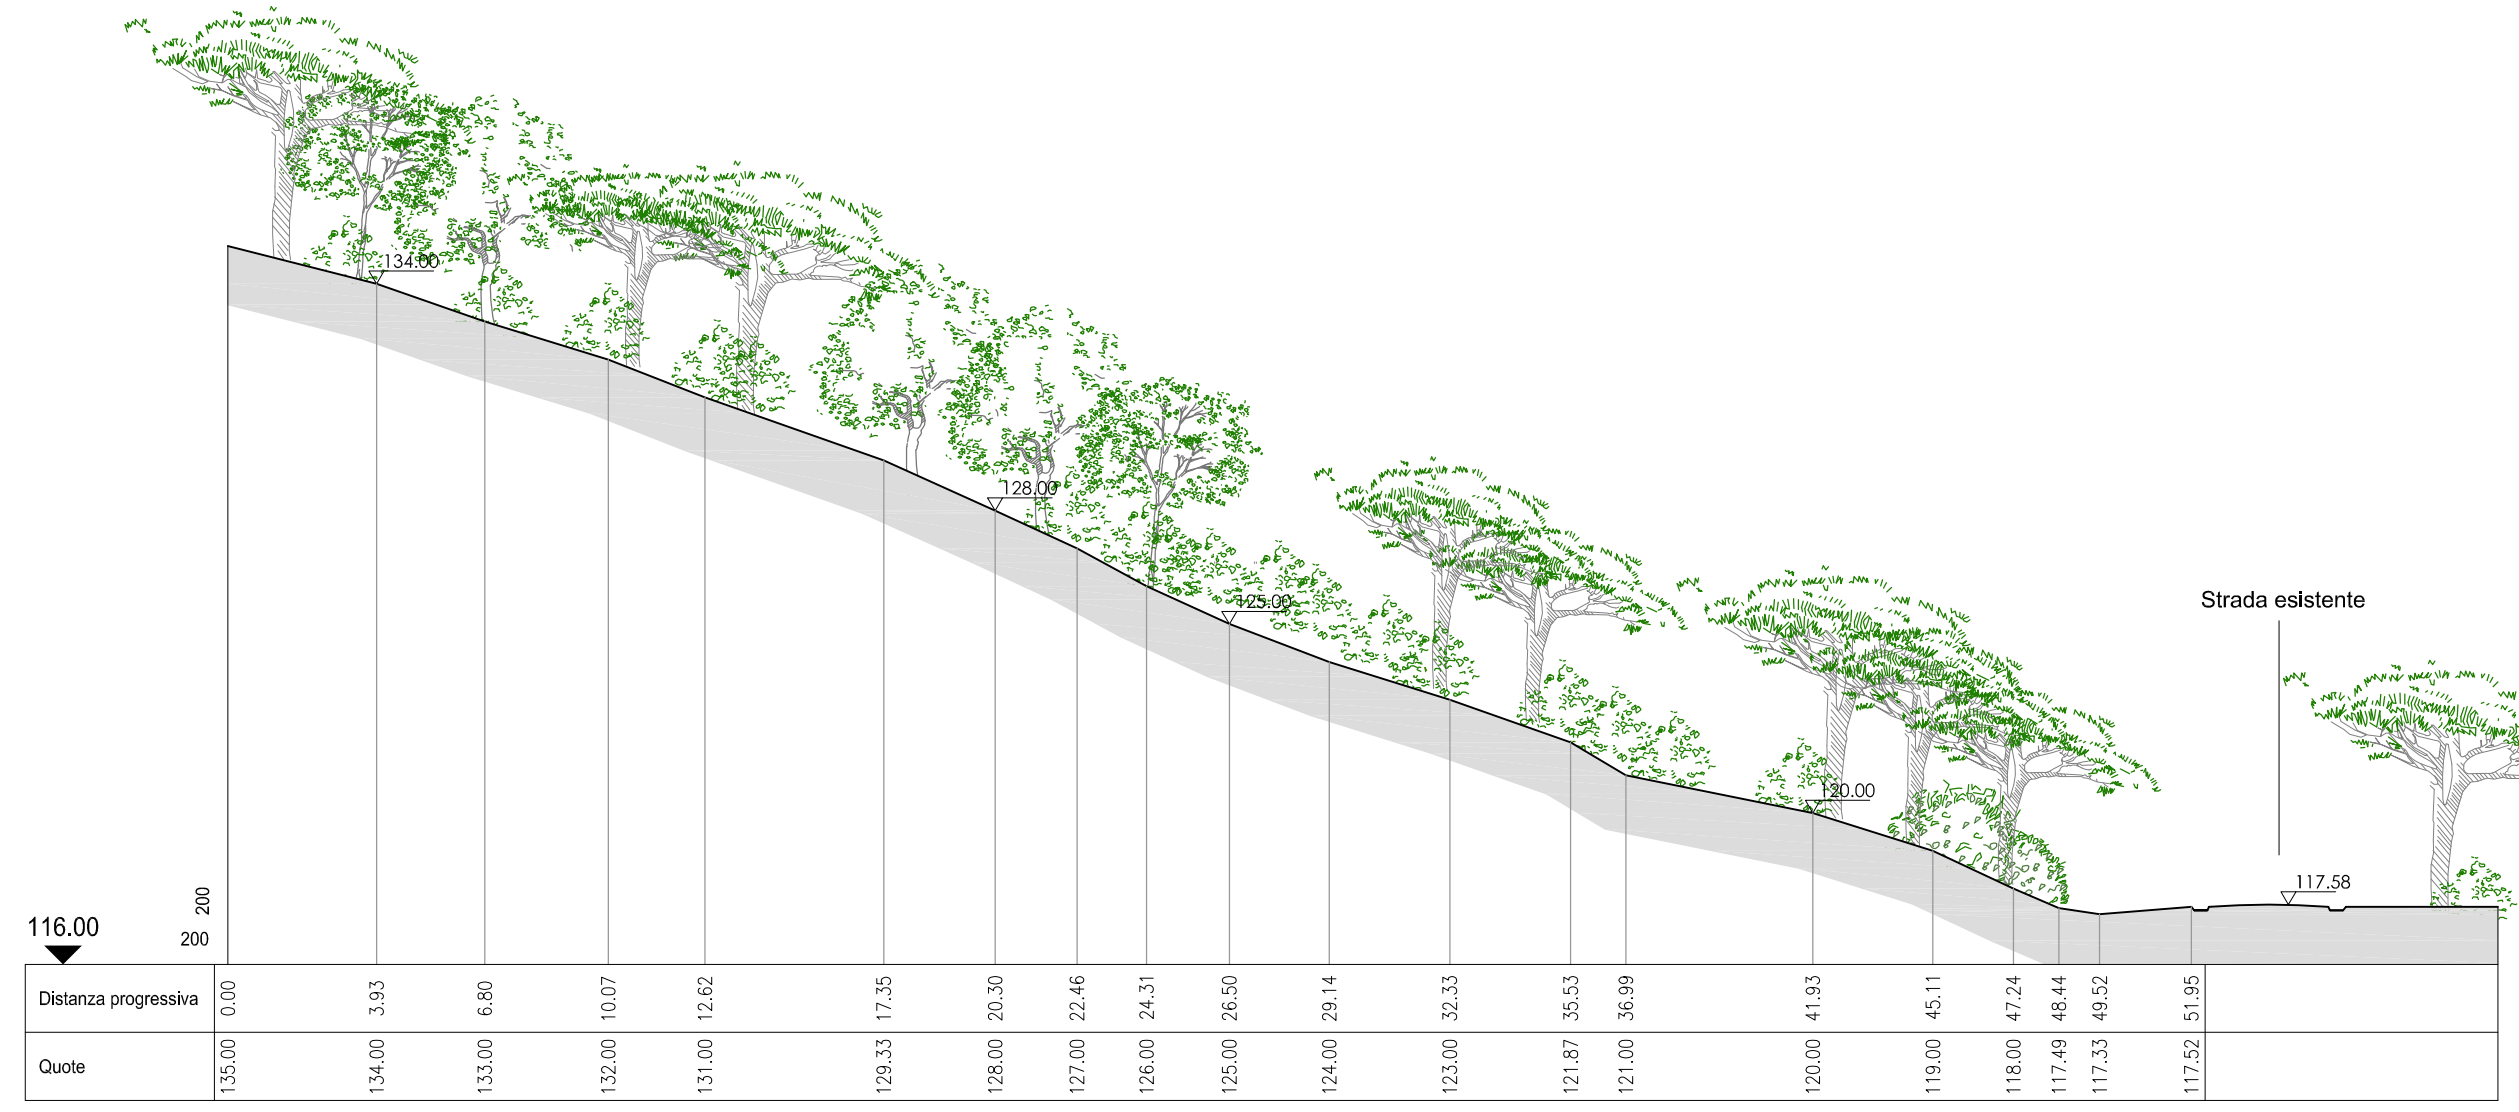 134.00
128.00
125.00
Strada esistente
120.00
117.58
200
116.00
200
Distanza progressiva 0.00 3.93 6.80 10.07 12.62 17.35 20.30 22.46 24.31 26.50 29.14 32.33 35.53 36.99 41.93 45.11 47.24 48.44 49.52 51.95
Quote 135.00 134.00 133.00 132.00 131.00 129.33 128.00 127.00 126.00 125.00 124.00 123.00 121.87 121.00 120.00 119.00 118.00 117.49 117.33 117.52